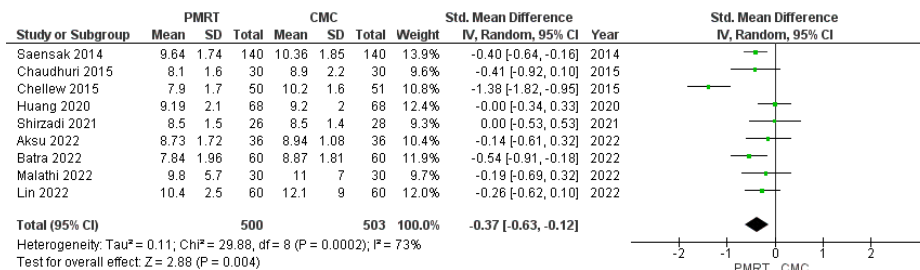 PMRT CMC Std. Mean Difference Std. Mean Difference
Study or Subgroup Mean SD Total Mean SD Total Weight IV, Random, 95% CI Year IV, Random, 95% CI
Saensak 2014 9.64 1.74 140 10.36 1.85 140 13.9% -0.40 [-0.64, -0.16] 2014
Chaudhuri 2015 8.1 1.6 30 8.9 2.2 30 9.8% -0.41 [-0.92, 0.10] 2015
Chellew 2015 7.9 1.7 50 10.2 1.6 51 10.8% -1.38 [-1.82, -0.95] 2015
Huang 2020 9.19 2.1 68 9.2 2 68 12.4% -0.00 [-0.34, 0.33] 2020
Shirzadi 2021 8.5 1.5 26 8.5 1.4 28 9.3% 0.00 [-0.53, 0.53] 2021
Aksu 2022 8.73 1.72 36 8.94 1.08 36 10.4% -0.14 [-0.61, 0.32] 2022
Batra 2022 7.84 1.96 60 8.87 1.81 60 11.9% -0.54 [-0.91, -0.18] 2022
Malathi 2022 9.8 5.7 30 11 7 30 9.6% -0.19 [-0.69, 0.32] 2022
Lin 2022 10.4 2.5 60 12.1 9 60 12.0% -0.26 [-0.62, 0.10] 2022
Total (95% CI) 500 503 100.0% -0.37 [-0.63, -0.12]
Heterogeneity: Tau² = 0.11; Chi² = 29.88, df = 8 (P = 0.0002); I² = 73%
Test for overall effect: Z = 2.88 (P = 0.004)
-2 -1 0 1 2
PMRT CMC